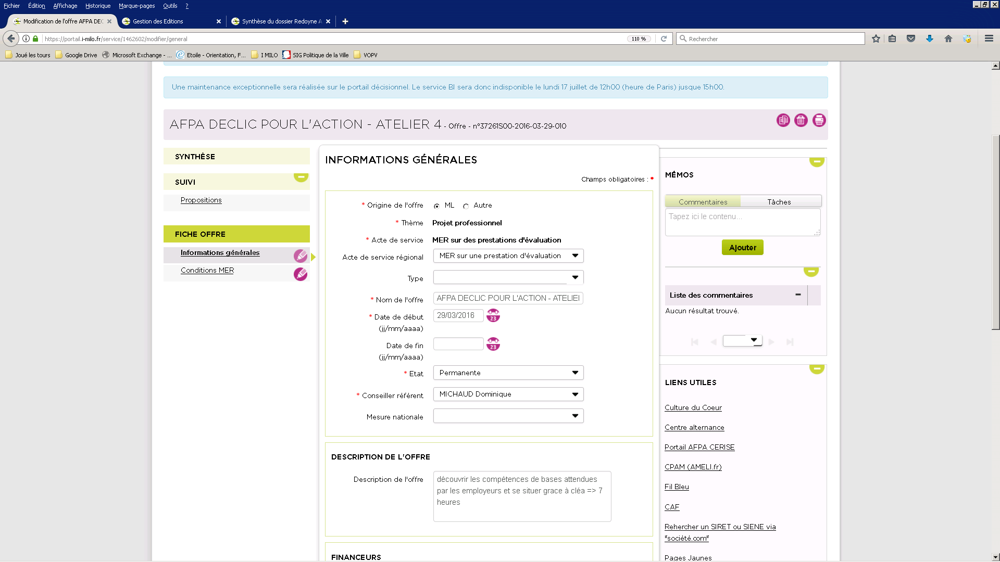 Fichier Édition Affichage Historique Marque-pages Outils ?
Modification de l'offre AFPA DEC Gestion des Editions Synthèse du dossier Redoyne A
https://portail.i-milo.fr/service/1462602/modifier/general 110 % Rechercher
Joué les tours Google Drive Microsoft Exchange - ... Etoile - Orientation, F... I MILO SIG Politique de la Ville VOPV
Une maintenance exceptionnelle sera réalisée sur le portail décisionnel. Le service BI sera donc indisponible le lundi 17 juillet de 12h00 (heure de Paris) jusque 15h00.
AFPA DECLIC POUR L'ACTION - ATELIER 4 - Offre - n°37261S00-2016-03-29-010
SYNTHÈSE
SUIVI
Propositions
FICHE OFFRE
Informations générales
Conditions MER
INFORMATIONS GÉNÉRALES
Champs obligatoires : *
* Origine de l'offre ML Autre
* Thème Projet professionnel
* Acte de service MER sur des prestations d'évaluation
Acte de service régional MER sur une prestation d'évaluation
Type
* Nom de l'offre AFPA DECLIC POUR L'ACTION - ATELIE
* Date de début 29/03/2016 23
(jj/mm/aaaa)
Date de fin 23
(jj/mm/aaaa)
* Etat Permanente
* Conseiller référent MICHAUD Dominique
Mesure nationale
DESCRIPTION DE L'OFFRE
Description de l'offre découvrir les compétences de bases attendues
par les employeurs et se situer grace à cléa => 7
heures
FINANCEURS
MÉMOS
Commentaires Tâches
Tapez ici le contenu...
Ajouter
Liste des commentaires
Aucun résultat trouvé.
LIENS UTILES
Culture du Coeur
Centre alternance
Portail AFPA CERISE
CPAM (AMELI.fr)
Fil Bleu
CAF
Rehercher un SIRET ou SIENE via
"société.com"
Pages Jaunes